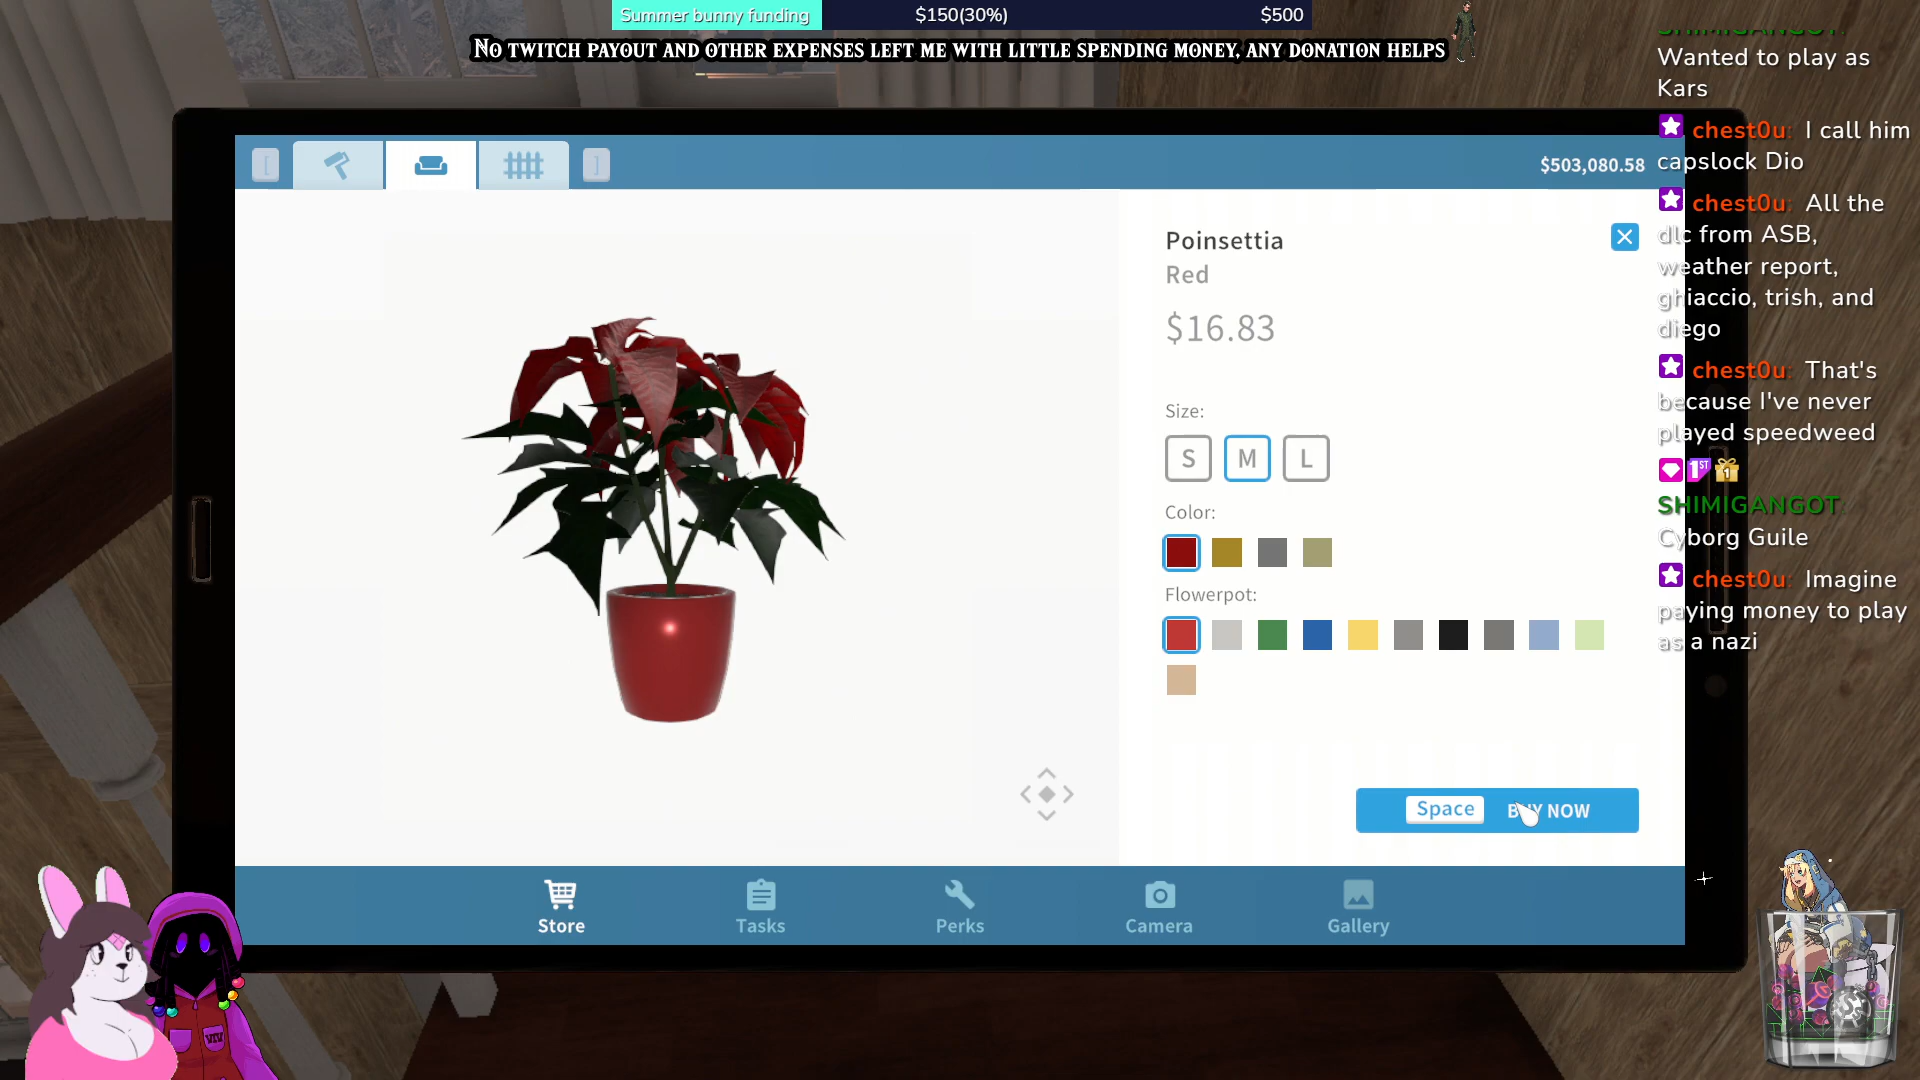 Summer bunny funding $150(30%) $500
No twitch payout and other expenses left me with little spending money, any donation helps
SHIMIGANGOT:
Wanted to play as
Kars
chest0u: I call him
capslock Dio
chest0u: All the
dlc from ASB,
weather report,
ghiaccio, trish, and
diego
chest0u: That's
because I've never
played speedweed
1ST 1
SHIMIGANGOT
Cyborg Guile
chest0u: Imagine
paying money to play
as a nazi
[ ]
$503,080.58
Poinsettia
Red
$16.83
Size:
S M L
Color:
Flowerpot:
Space BUY NOW
Store Tasks Perks Camera Gallery